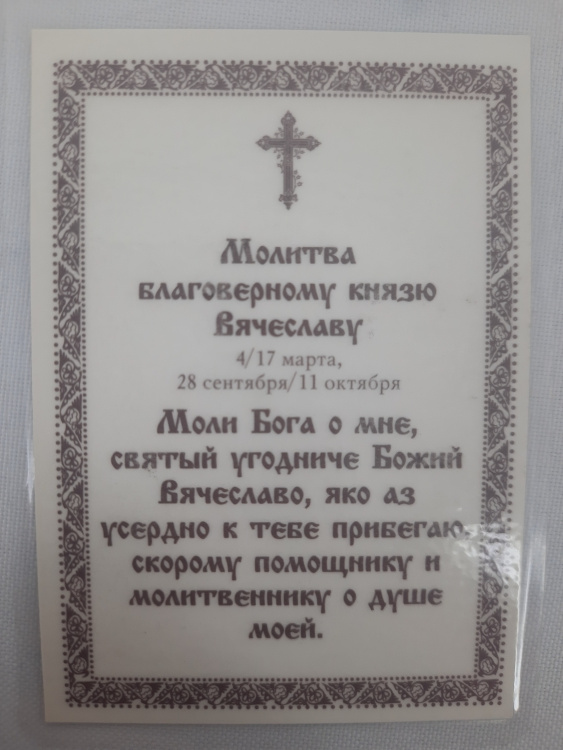 Молитва
благоверному князю
Вячеславу
4/17 марта,
28 сентября/11 октября
Моли Бога о мне,
святый угодниче Божий
Вячеславо, яко аз
усердно к тебе прибегаю,
скорому помощнику и
молитвеннику о душе
моей.